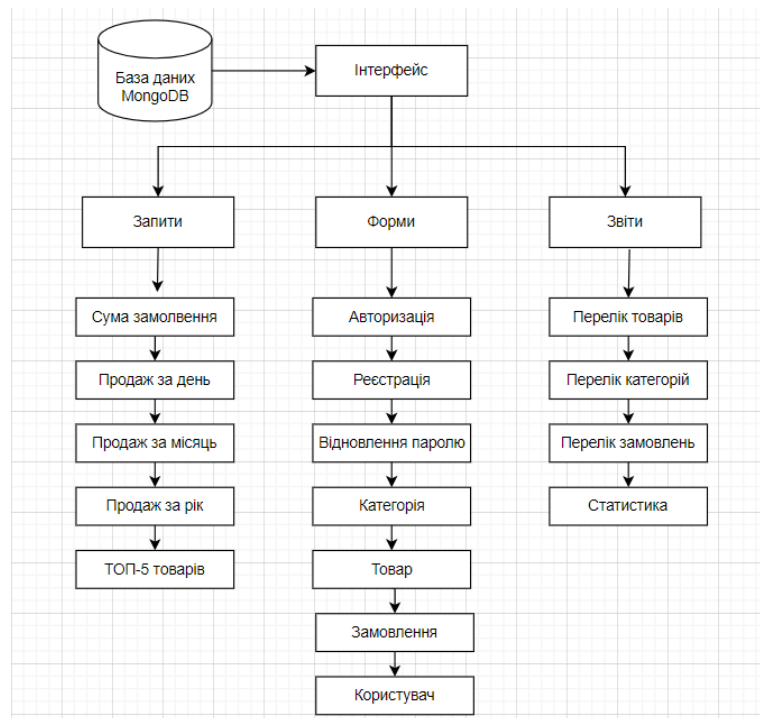 База даних
MongoDB
Інтерфейс
Запити
Форми
Звіти
Сума замолвення
Авторизація
Перелік товарів
Продаж за день
Реєстрація
Перелік категорій
Продаж за місяць
Відновлення паролю
Перелік замовлень
Продаж за рік
Категорія
Статистика
ТОП-5 товарів
Товар
Замовлення
Користувач